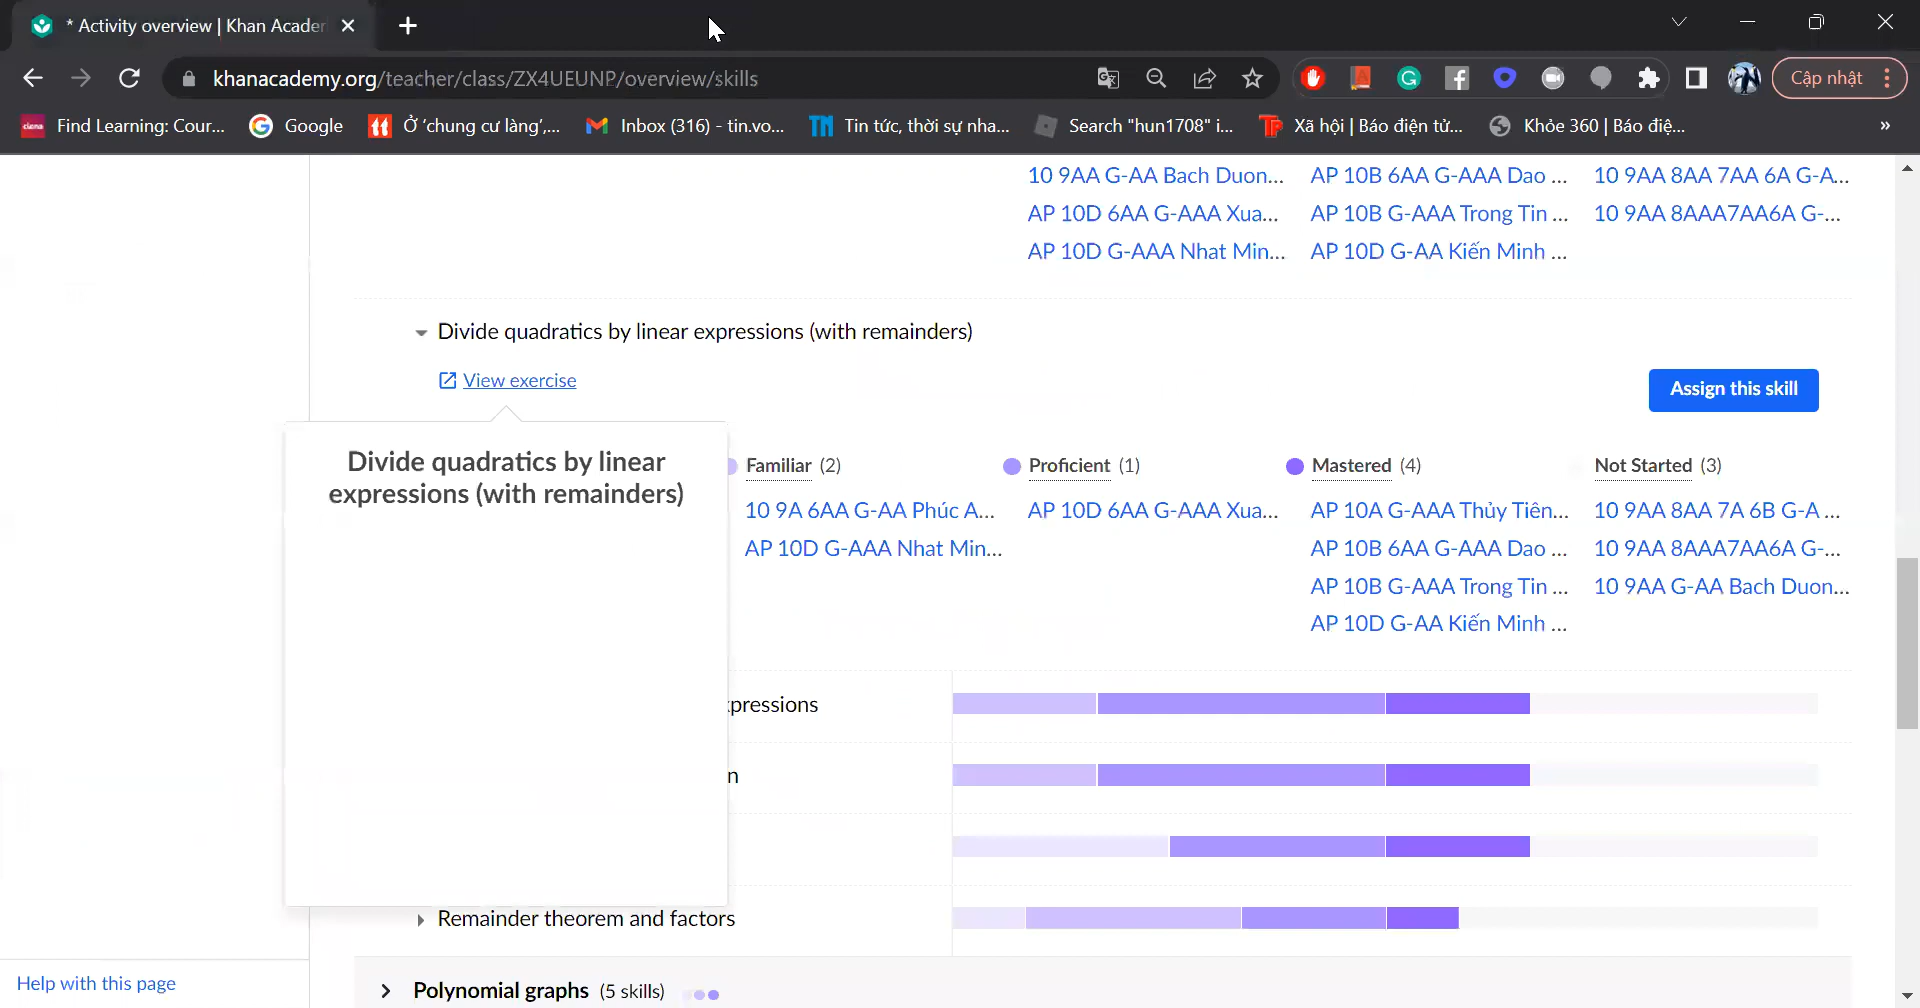 * Activity overview | Khan Acader
khanacademy.org/teacher/class/ZX4UEUNP/overview/skills
Cập nhật
ciena Find Learning: Cour... Google Ở 'chung cư làng',... Inbox (316) - tin.vo... Tin tức, thời sự nha... Search "hun1708" i... Xã hội | Báo điện tử... Khỏe 360 | Báo điệ... »
10 9AA G-AA Bach Duon... AP 10B 6AA G-AAA Dao ... 10 9AA 8AA 7AA 6A G-A...
AP 10D 6AA G-AAA Xua... AP 10B G-AAA Trong Tin ... 10 9AA 8AAA7AA6A G-...
AP 10D G-AAA Nhat Min... AP 10D G-AA Kiến Minh ...
Divide quadratics by linear expressions (with remainders)
View exercise
Assign this skill
Divide quadratics by linear
expressions (with remainders)
Familiar (2) Proficient (1) Mastered (4) Not Started (3)
10 9A 6AA G-AA Phúc A... AP 10D 6AA G-AAA Xua... AP 10A G-AAA Thủy Tiên... 10 9AA 8AA 7A 6B G-A ...
AP 10D G-AAA Nhat Min... AP 10B 6AA G-AAA Dao ... 10 9AA 8AAA7AA6A G-...
AP 10B G-AAA Trong Tin ... 10 9AA G-AA Bach Duon...
AP 10D G-AA Kiến Minh ...
xpressions
n
Remainder theorem and factors
Polynomial graphs (5 skills)
Help with this page